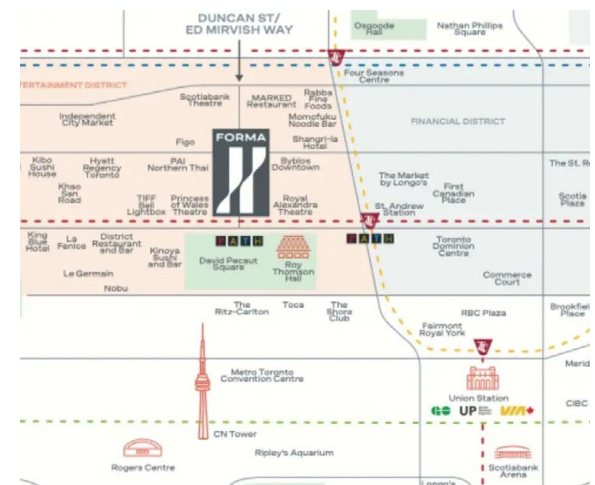 DUNCAN ST/
ED MIRVISH WAY
Osgoode
Hall
Nathan Phillips
Square
Four Seasons
Centre
TERTAINMENT DISTRICT
Scotiabank
Theatre
MARKED
Restaurant
Rabba
Fine
Foods
Independent
City Market
Momofuku
Noodle Bar
FINANCIAL DISTRICT
Figo
FORMA
Shangri-la
Hotel
Kibo
Sushi
House
Hyatt
Regency
Toronto
PAI
Northern Thai
Byblos
Downtown
The St. R
The Market
by Longo's
Khao
San
Road
First
Canadian
Place
TIFF
Bell
Lightbox
Princess
of Wales
Theatre
Royal
Alexandra
Theatre
St. Andrew
Station
Scotia
Plaza
King
Blue
Hotel
La
Fenice
District
Restaurant
and Bar
Kinoya
Sushi
and Bar
PATH
PATH
Toronto
Dominion
Centre
David Pecaut
Square
Roy
Thomson
Hall
Le Germain
Nobu
Commerce
Court
The
Ritz-Carlton
Toca
The
Shore
Club
RBC Plaza
Brookfie
Place
Fairmont
Royal York
Metro Toronto
Convention Centre
Merid
Union Station
GO UP VIA
CIBC
CN Tower
Rogers Centre
Ripley's Aquarium
Scotiabank
Arena
Longo's